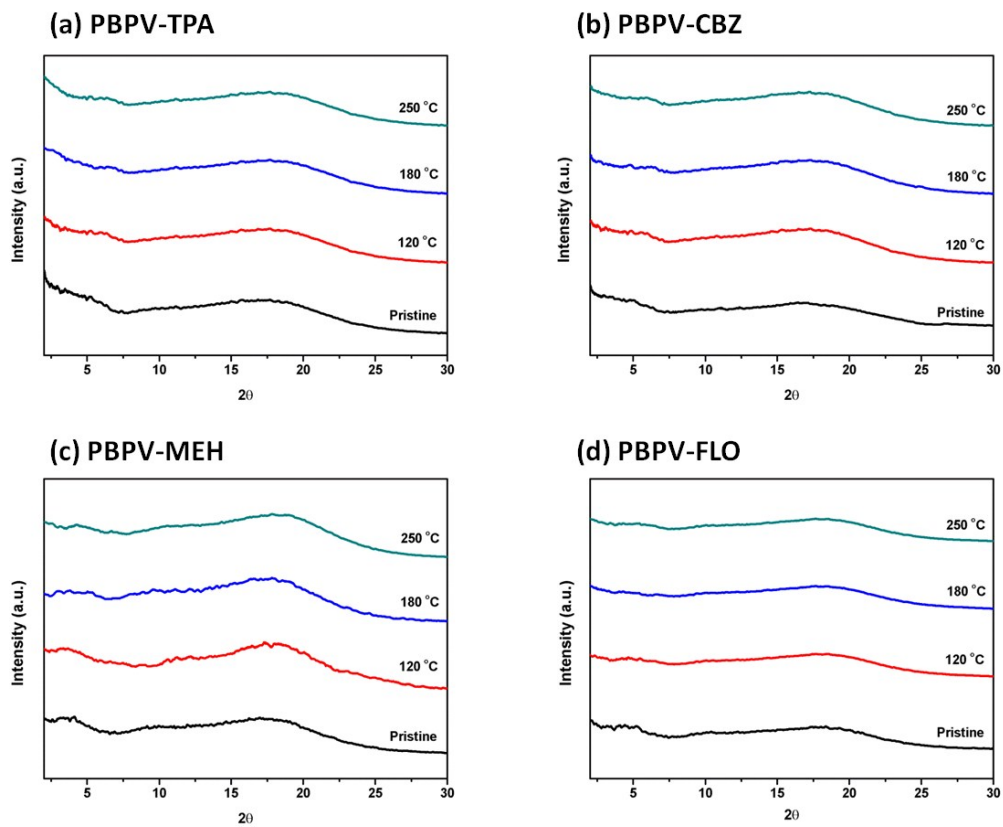 (a) PBPV-TPA
250 °C
180 °C
120 °C
Pristine
Intensity (a.u.)
5 10 15 20 25 30
2θ
(b) PBPV-CBZ
250 °C
180 °C
120 °C
Pristine
Intensity (a.u.)
5 10 15 20 25 30
2θ
(c) PBPV-MEH
250 °C
180 °C
120 °C
Pristine
Intensity (a.u.)
5 10 15 20 25 30
2θ
(d) PBPV-FLO
250 °C
180 °C
120 °C
Pristine
Intensity (a.u.)
5 10 15 20 25 30
2θ